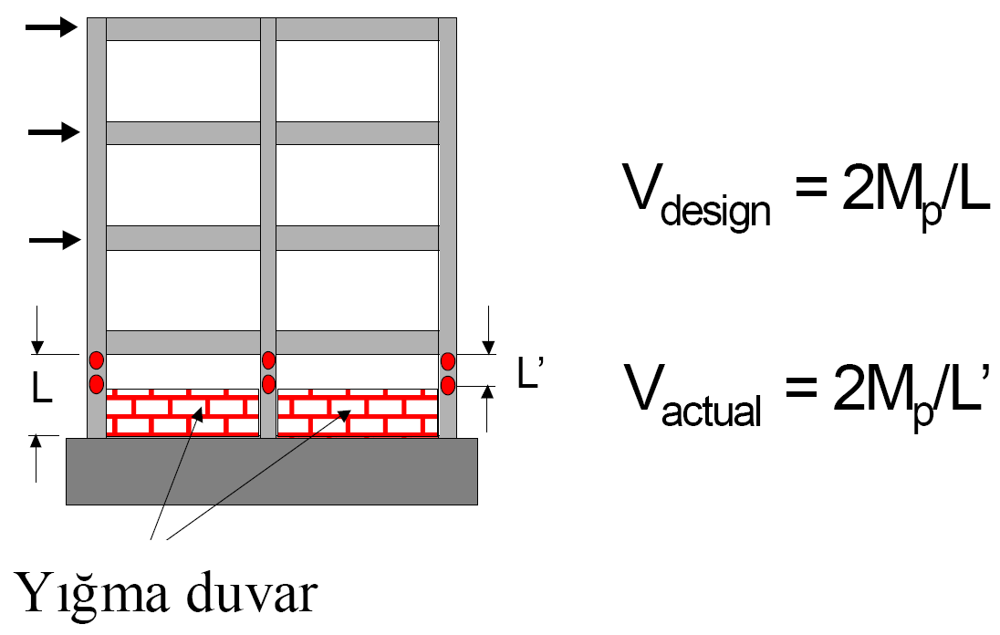 V_design = 2M_p/L
L
L’
V_actual = 2M_p/L’
Yığma duvar